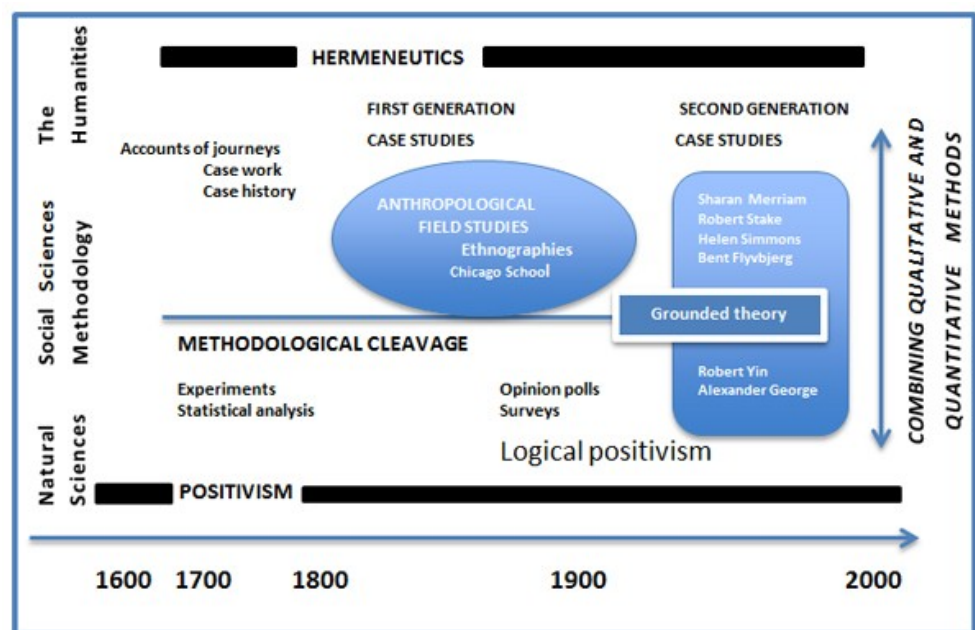 The
Humanities
Social Sciences
Methodology
Natural
Sciences
HERMENEUTICS
FIRST GENERATION
CASE STUDIES
SECOND GENERATION
CASE STUDIES
Accounts of journeys
Case work
Case history
ANTHROPOLOGICAL
FIELD STUDIES
Ethnographies
Chicago School
Sharan Merriam
Robert Stake
Helen Simmons
Bent Flyvbjerg
Grounded theory
METHODOLOGICAL CLEAVAGE
Experiments
Statistical analysis
Opinion polls
Surveys
Robert Yin
Alexander George
Logical positivism
POSITIVISM
COMBINING QUALITATIVE AND
QUANTITATIVE METHODS
1600 1700 1800 1900 2000